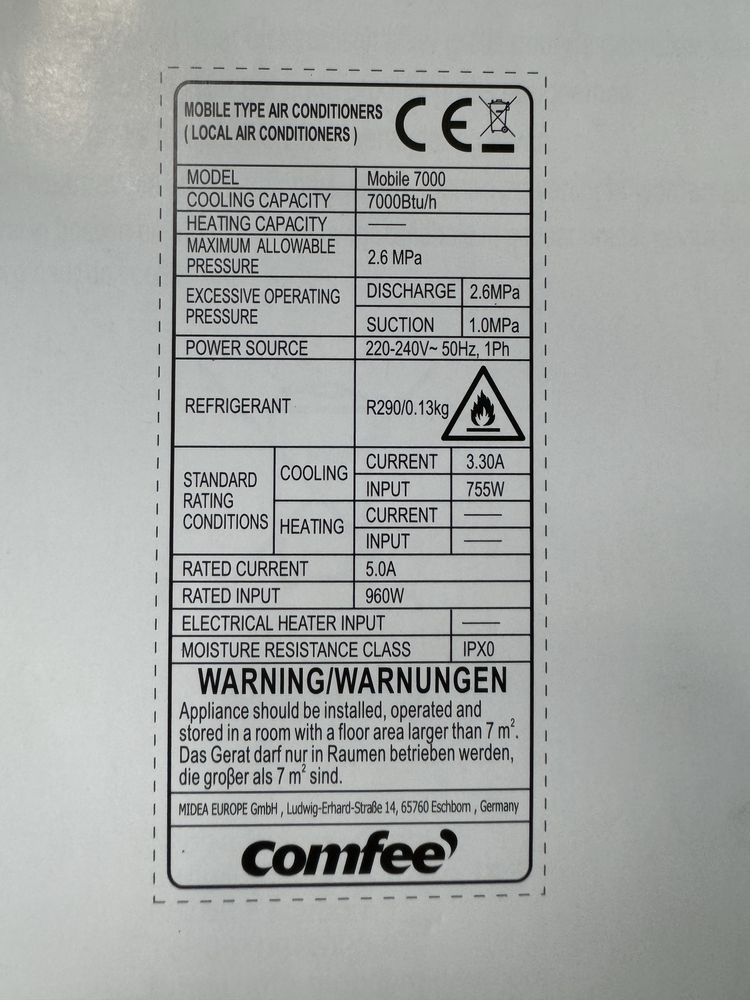 MOBILE TYPE AIR CONDITIONERS
( LOCAL AIR CONDITIONERS )
CE
MODEL Mobile 7000
COOLING CAPACITY 7000Btu/h
HEATING CAPACITY ——
MAXIMUM ALLOWABLE
PRESSURE 2.6 MPa
EXCESSIVE OPERATING
PRESSURE
DISCHARGE 2.6MPa
SUCTION 1.0MPa
POWER SOURCE 220-240V~ 50Hz, 1Ph
REFRIGERANT R290/0.13kg
STANDARD
RATING
CONDITIONS
COOLING
CURRENT 3.30A
INPUT 755W
HEATING
CURRENT ——
INPUT ——
RATED CURRENT 5.0A
RATED INPUT 960W
ELECTRICAL HEATER INPUT ——
MOISTURE RESISTANCE CLASS IPX0
WARNING/WARNUNGEN
Appliance should be installed, operated and
stored in a room with a floor area larger than 7 m².
Das Gerat darf nur in Raumen betrieben werden,
die groβer als 7 m² sind.
MIDEA EUROPE GmbH , Ludwig-Erhard-Straße 14, 65760 Eschborn , Germany
comfee’